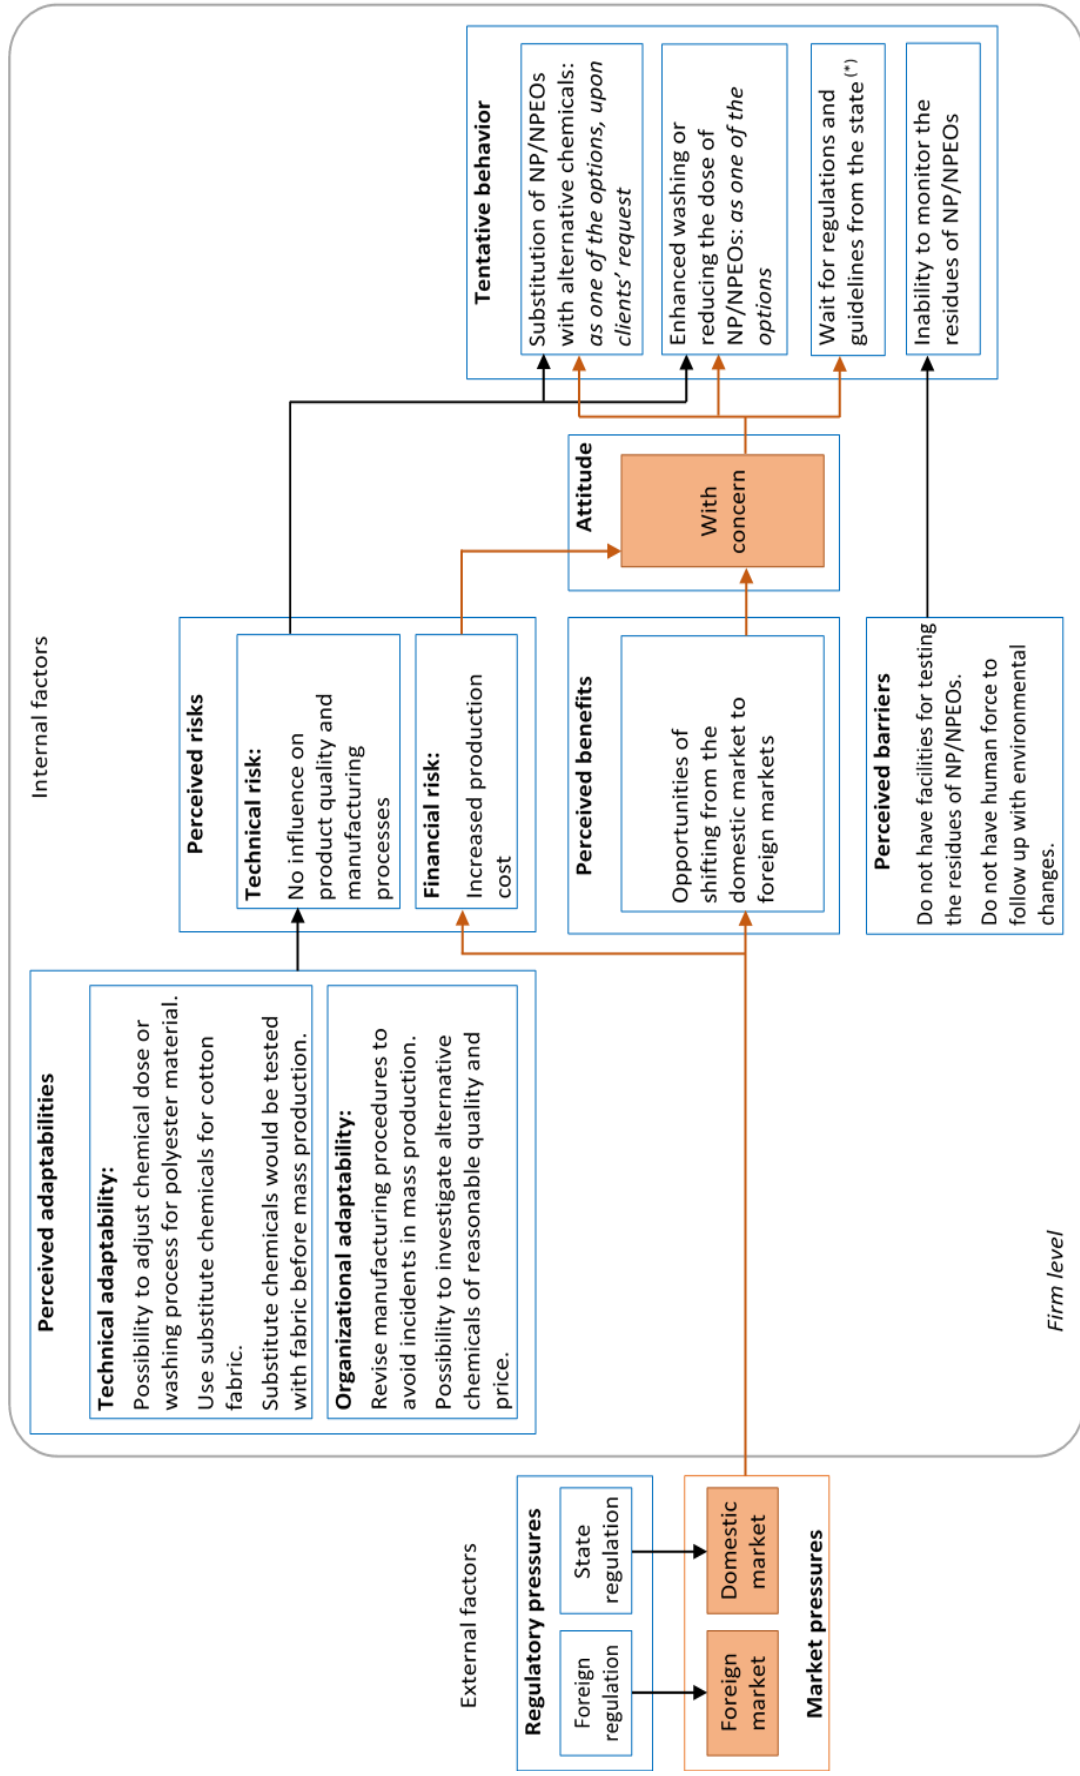 External factors
Regulatory pressures
Foreign
regulation
State
regulation
Foreign
market
Domestic
market
Market pressures
Internal factors
Perceived adaptabilities
Technical adaptability:
Possibility to adjust chemical dose or
washing process for polyester material.
Use substitute chemicals for cotton
fabric.
Substitute chemicals would be tested
with fabric before mass production.
Organizational adaptability:
Revise manufacturing procedures to
avoid incidents in mass production.
Possibility to investigate alternative
chemicals of reasonable quality and
price.
Perceived risks
Technical risk:
No influence on
product quality and
manufacturing
processes
Financial risk:
Increased production
cost
Perceived benefits
Opportunities of
shifting from the
domestic market to
foreign markets
Perceived barriers
Do not have facilities for testing
the residues of NP/NPEOs.
Do not have human force to
follow up with environmental
changes.
Attitude
With
concern
Tentative behavior
Substitution of NP/NPEOs
with alternative chemicals:
as one of the options, upon
clients’ request
Enhanced washing or
reducing the dose of
NP/NPEOs: as one of the
options
Wait for regulations and
guidelines from the state (*)
Inability to monitor the
residues of NP/NPEOs
Firm level